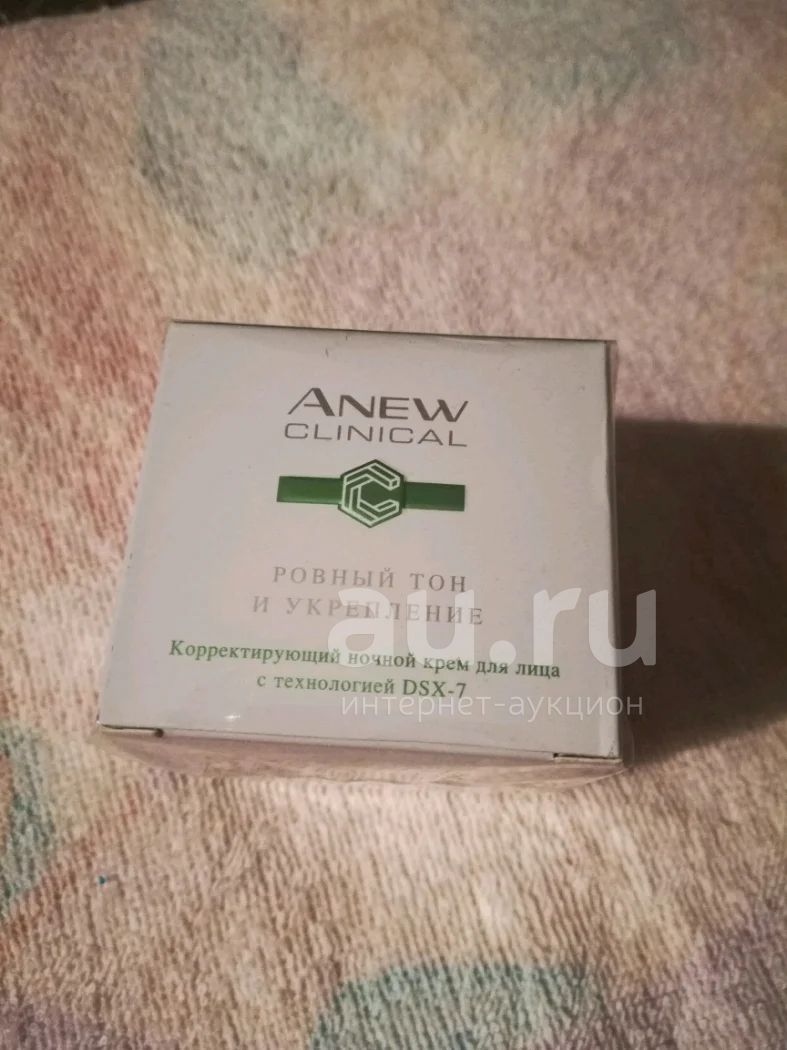 ANEW
CLINICAL
РОВНЫЙ ТОН
И УКРЕПЛЕНИЕ
Корректирующий ночной крем для лица
с технологией DSX-7
au.ru
интернет-аукцион